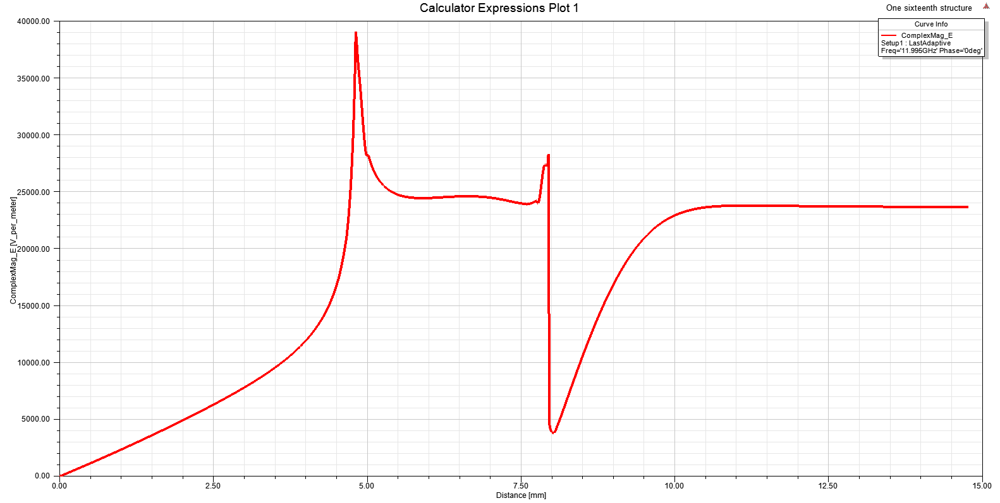 Calculator Expressions Plot 1
One sixteenth structure
Curve Info
ComplexMag_E
Setup1 : LastAdaptive
Freq='11.995GHz' Phase='0deg'
40000.00
35000.00
30000.00
25000.00
20000.00
15000.00
10000.00
5000.00
0.00
ComplexMag_E [V_per_meter]
0.00 2.50 5.00 7.50 10.00 12.50 15.00
Distance [mm]